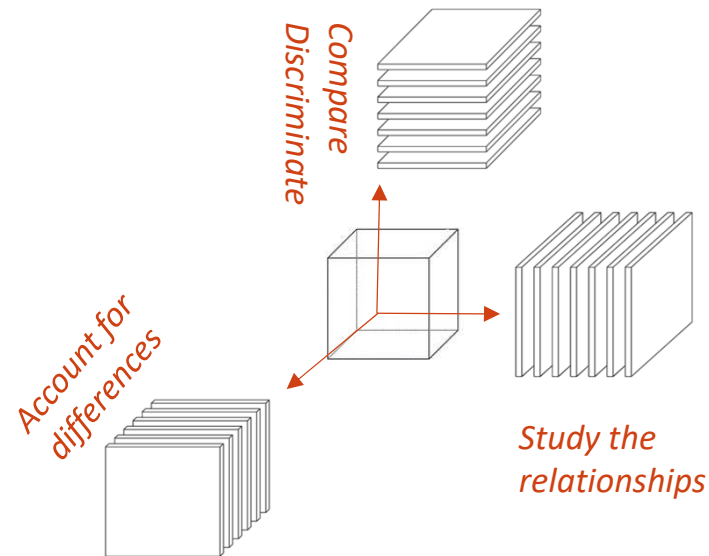 Compare
Discriminate
Account for
differences
Study the
relationships